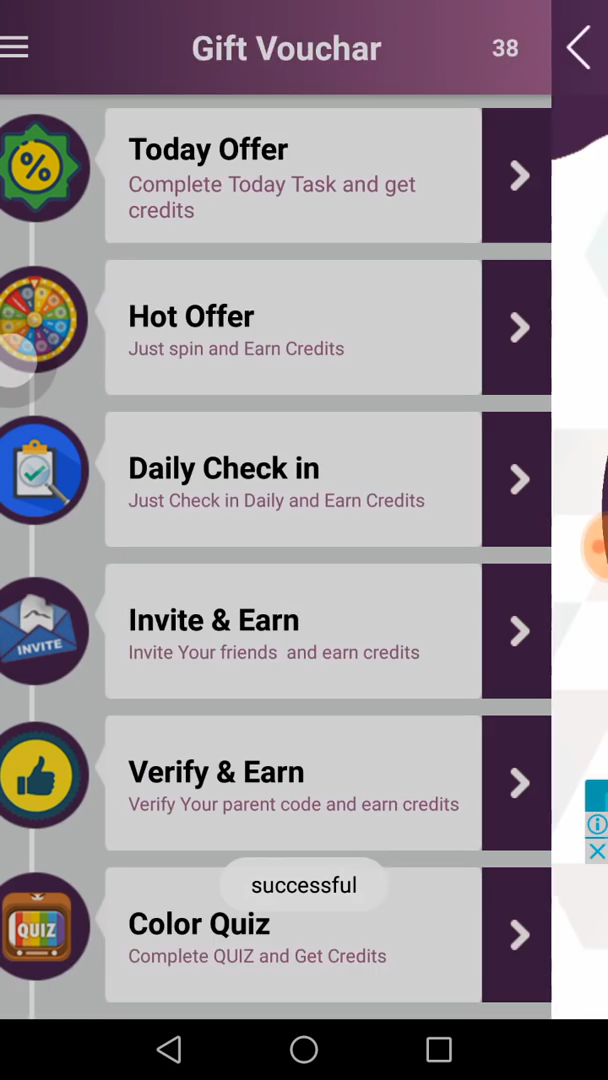 Gift Vouchar
38
Today Offer
Complete Today Task and get
credits
Hot Offer
Just spin and Earn Credits
Daily Check in
Just Check in Daily and Earn Credits
INVITE
Invite & Earn
Invite Your friends and earn credits
Verify & Earn
Verify Your parent code and earn credits
successful
QUIZ
Color Quiz
Complete QUIZ and Get Credits